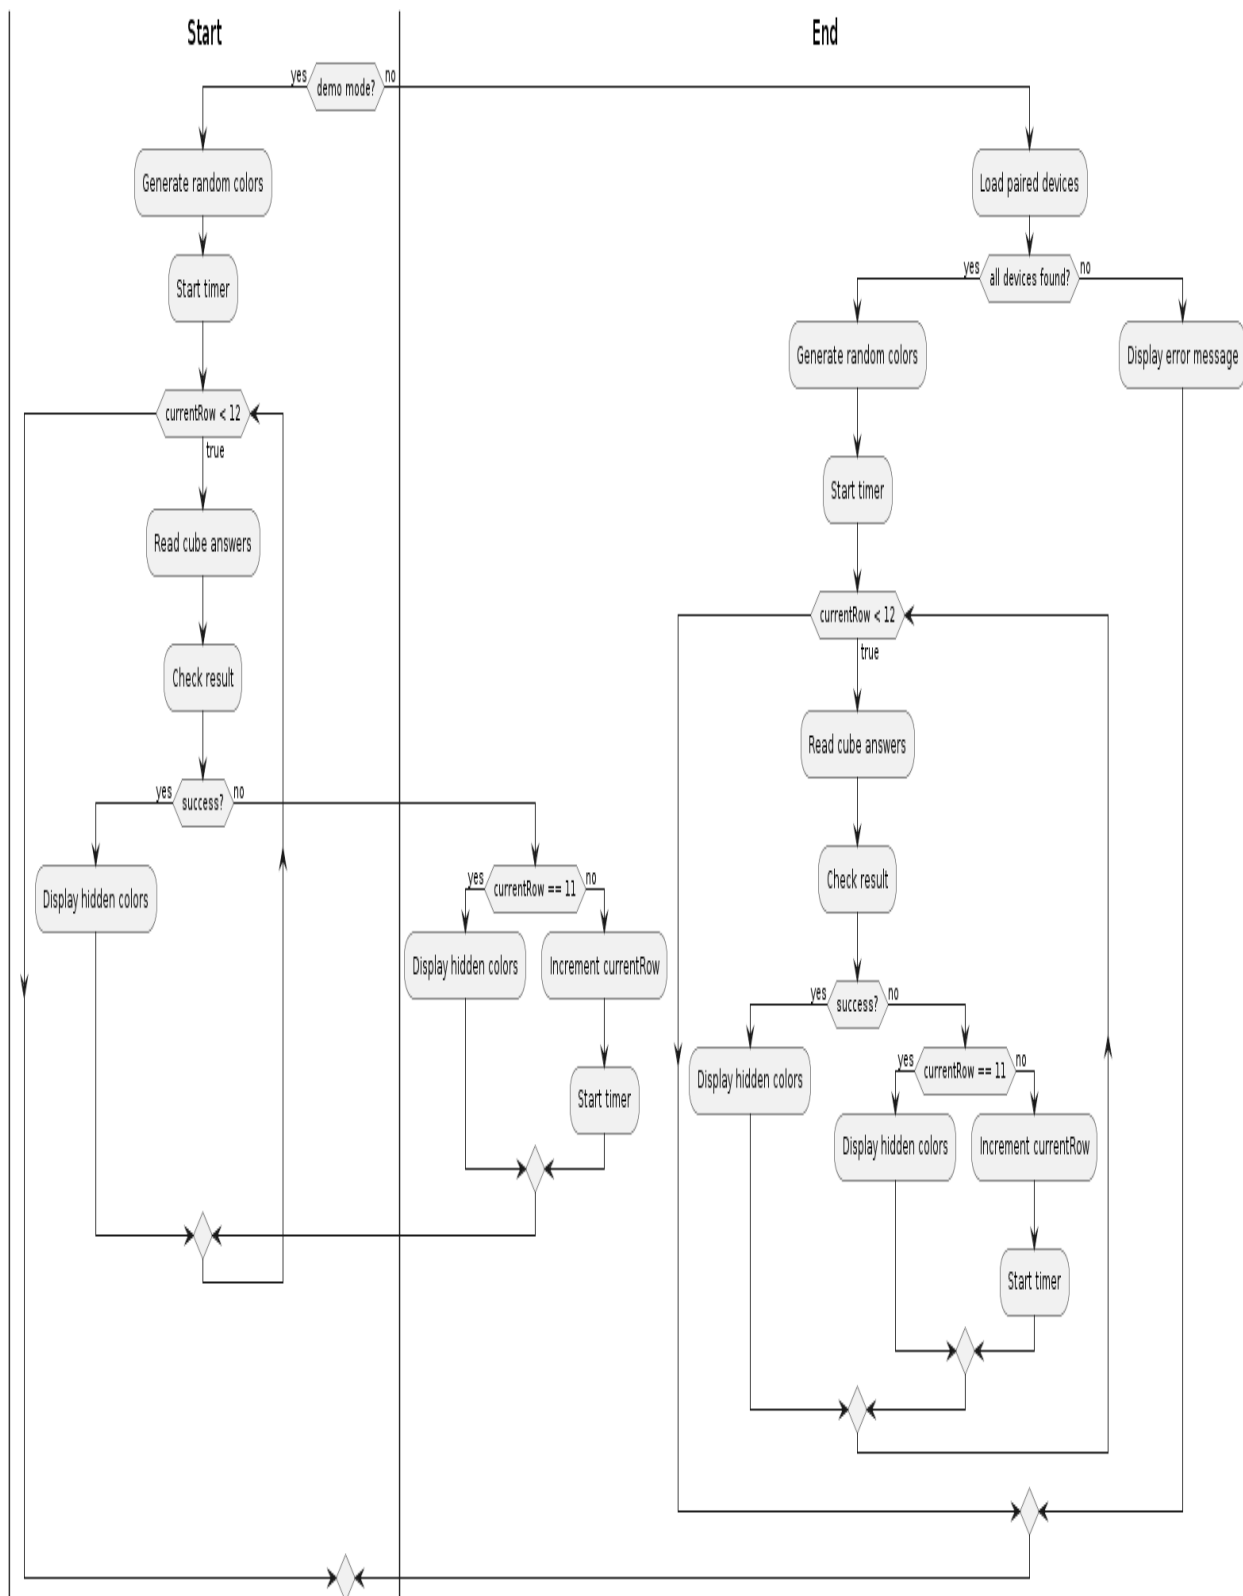 Start
End
yes
demo mode?
no
Generate random colors
Load paired devices
Start timer
yes
all devices found?
no
Generate random colors
Display error message
currentRow < 12
true
Start timer
Read cube answers
currentRow < 12
true
Check result
Read cube answers
yes
success?
no
Display hidden colors
yes
currentRow == 11
no
Check result
Display hidden colors
Increment currentRow
yes
success?
no
Display hidden colors
yes
currentRow == 11
no
Start timer
Display hidden colors
Increment currentRow
Start timer